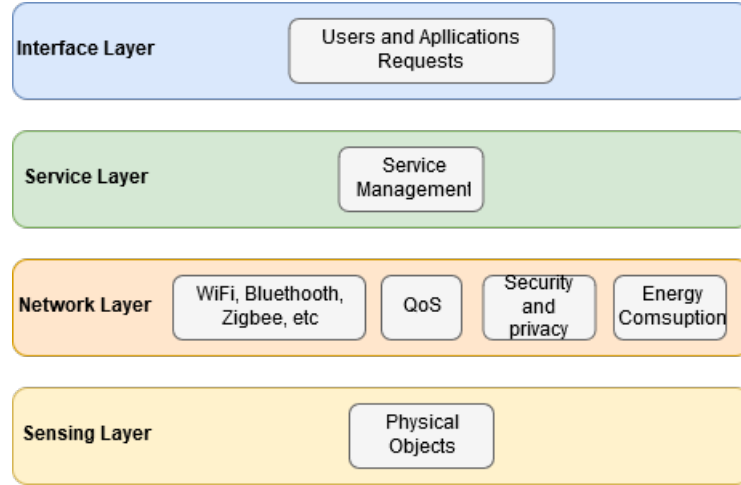 Interface Layer
Users and Apllications
Requests
Service Layer
Service
Management
Network Layer
WiFi, Bluethooth,
Zigbee, etc
QoS
Security
and
privacy
Energy
Comsuption
Sensing Layer
Physical
Objects